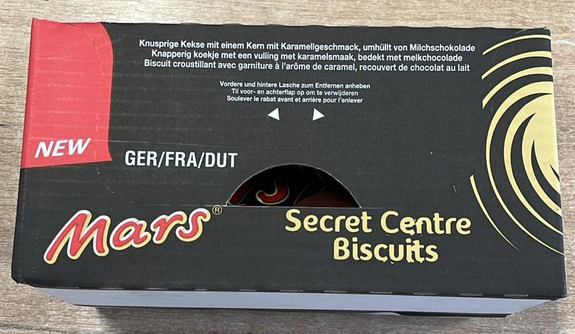 Knusprige Kekse mit einem Kern mit Karamellgeschmack, umhüllt von Milchschokolade
Knapperig koekje met een vulling met karamelsmaak, bedekt met melkchocolade
Biscuit croustillant avec garniture à l'arôme de caramel, recouvert de chocolat au lait
Vordere und hintere Lasche zum Entfernen anheben
Til voor- en achterflap op om te verwijderen
Soulever le rabat avant et arrière pour l'enlever
NEW
GER/FRA/DUT
Mars®
Secret Centre
Biscuits